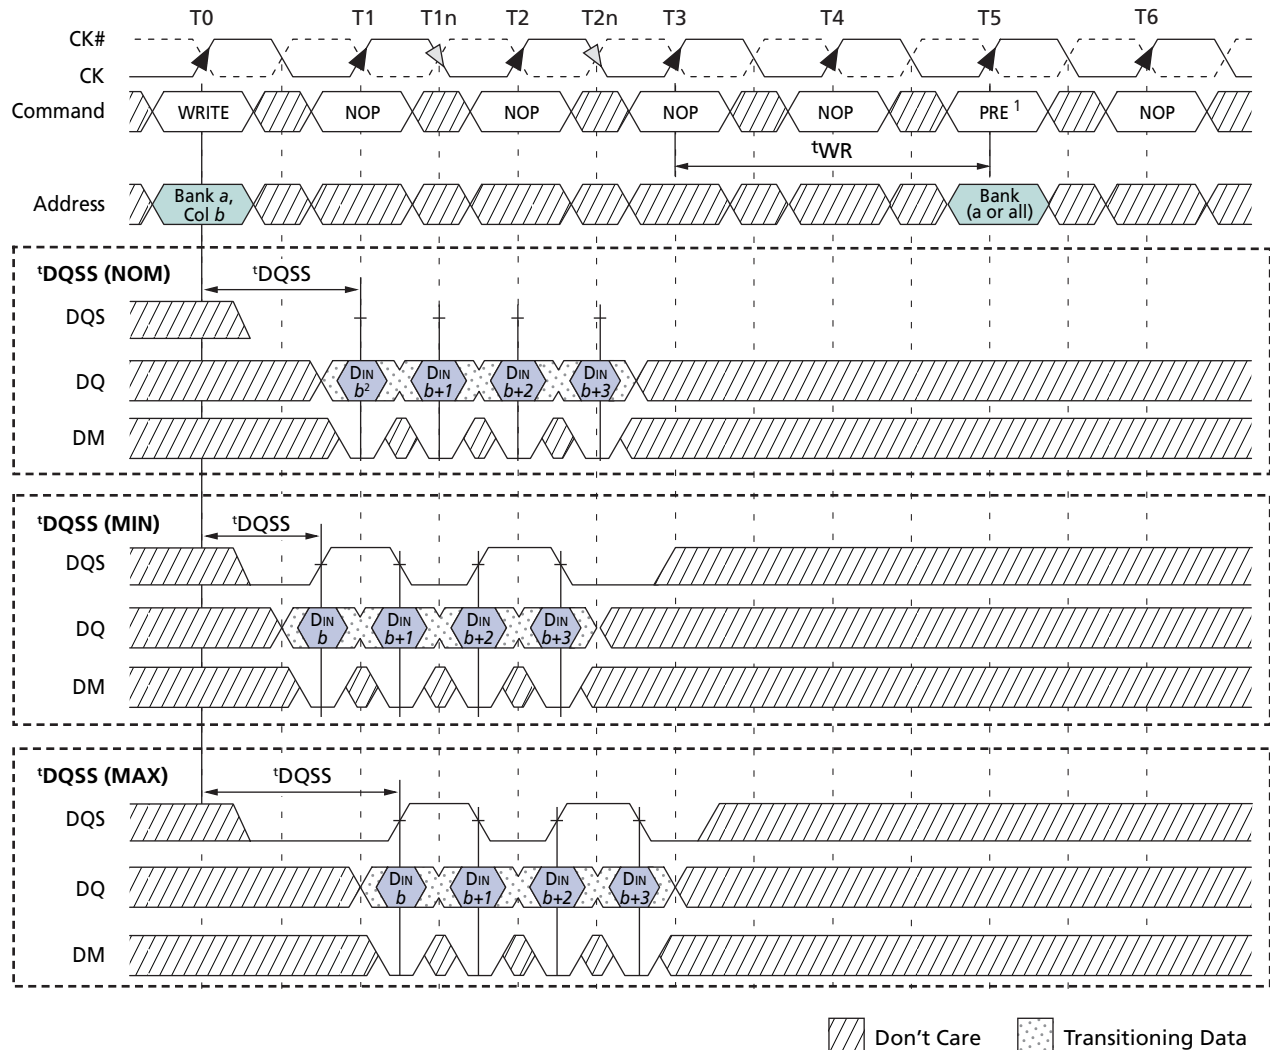 T0 T1 T1n T2 T2n T3 T4 T5 T6
CK#
CK
Command WRITE NOP NOP NOP NOP PRE 1 NOP
tWR
Address Bank a, Col b Bank (a or all)
tDQSS (NOM) tDQSS
DQS
DQ DIN b2 DIN b+1 DIN b+2 DIN b+3
DM
tDQSS (MIN) tDQSS
DQS
DQ DIN b DIN b+1 DIN b+2 DIN b+3
DM
tDQSS (MAX) tDQSS
DQS
DQ DIN b DIN b+1 DIN b+2 DIN b+3
DM
Don't Care Transitioning Data